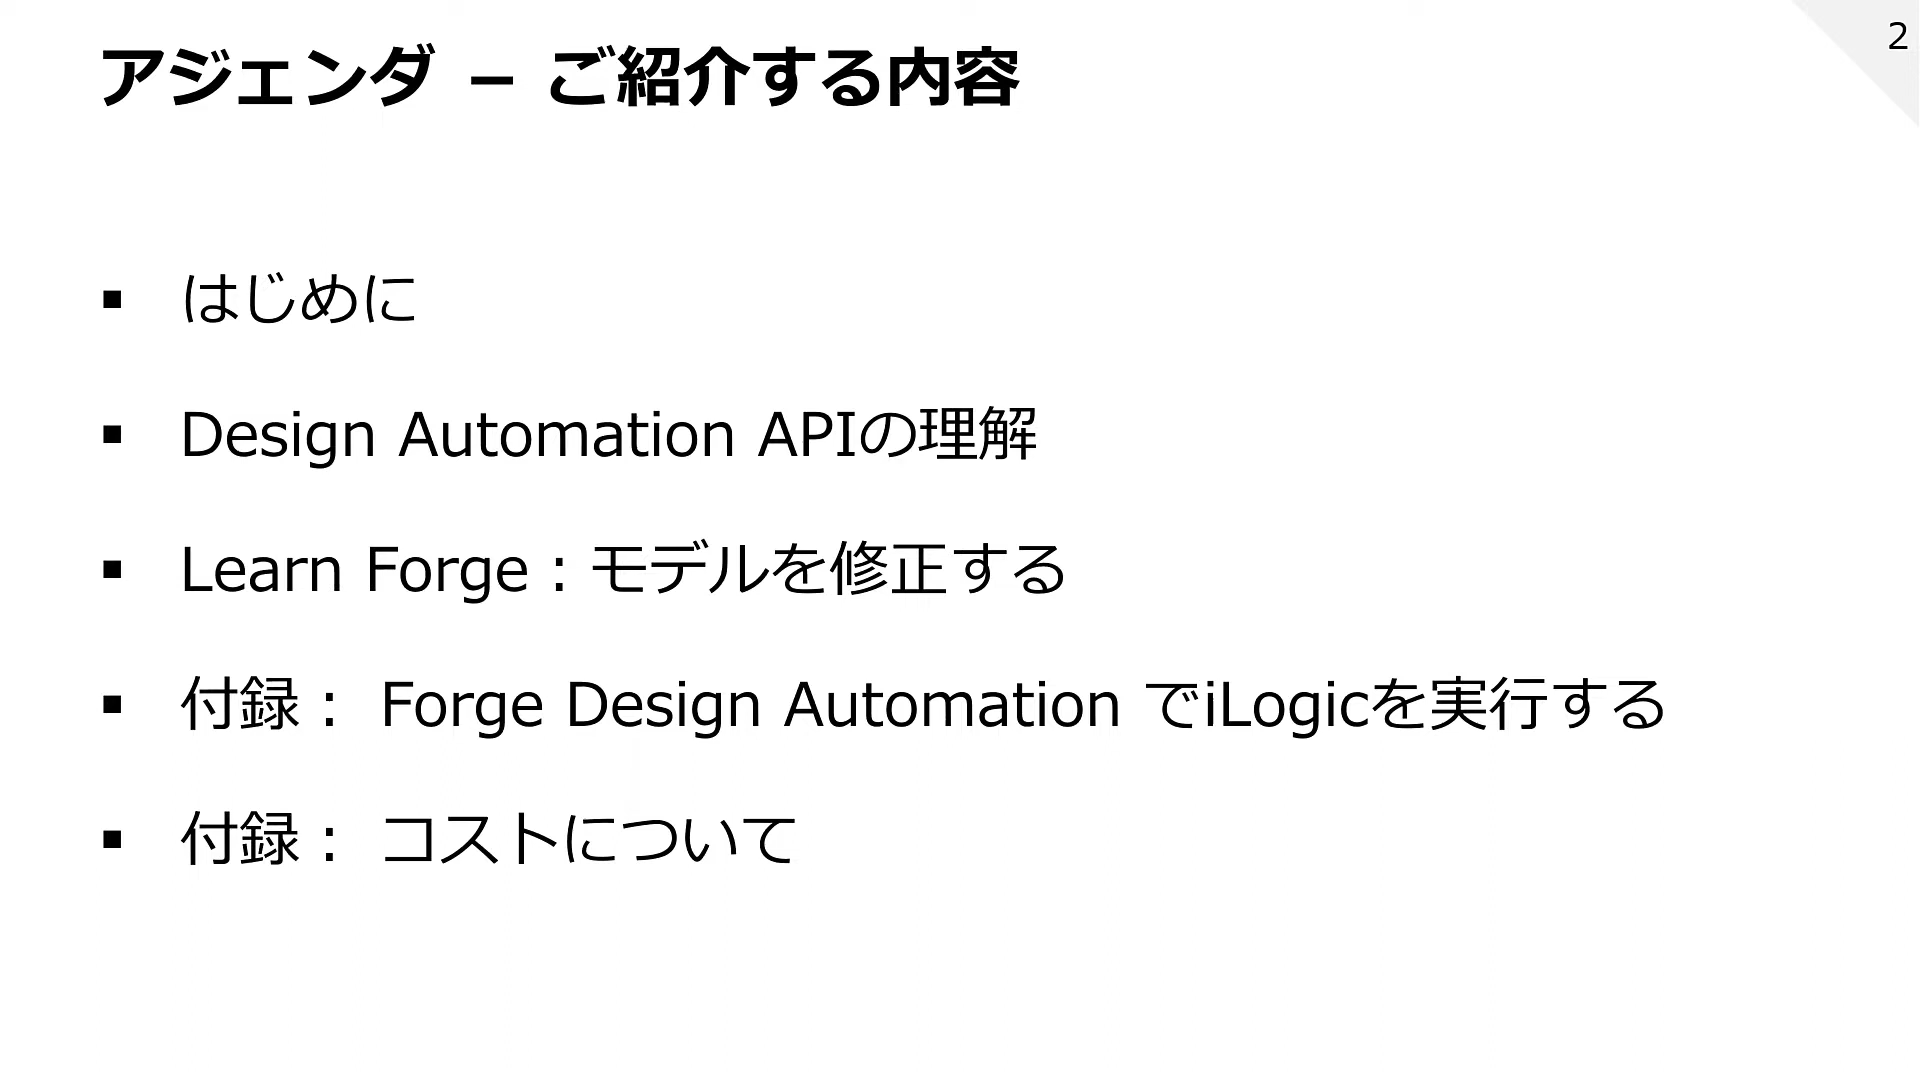 アジェンダ – ご紹介する内容
2
▪ はじめに
▪ Design Automation APIの理解
▪ Learn Forge：モデルを修正する
▪ 付録： Forge Design Automation でiLogicを実行する
▪ 付録： コストについて